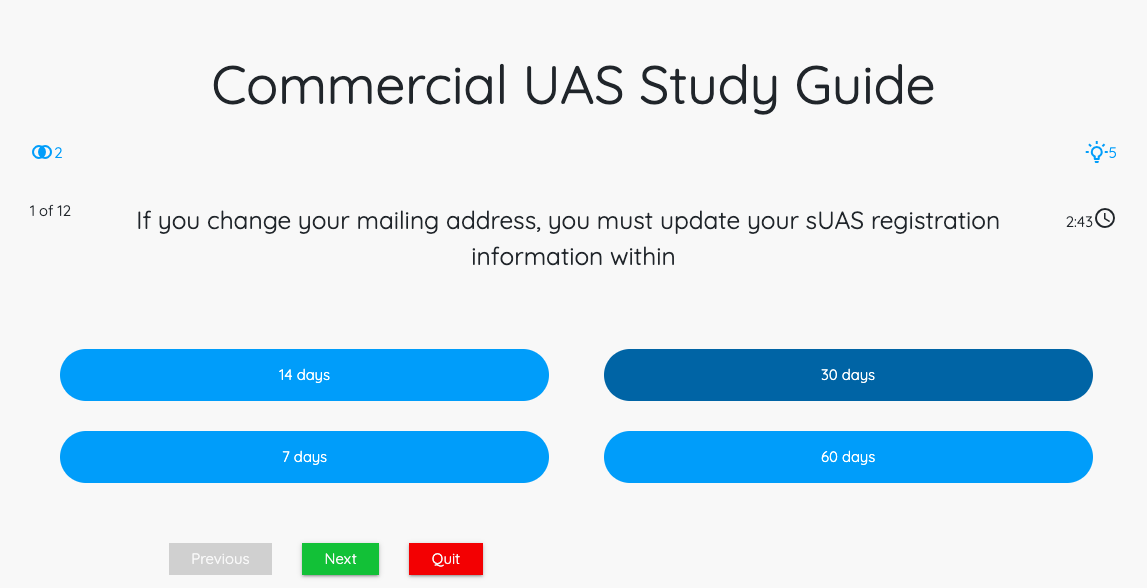 Commercial UAS Study Guide
2
5
1 of 12
If you change your mailing address, you must update your sUAS registration
2:43
information within
14 days
30 days
7 days
60 days
Previous
Next
Quit